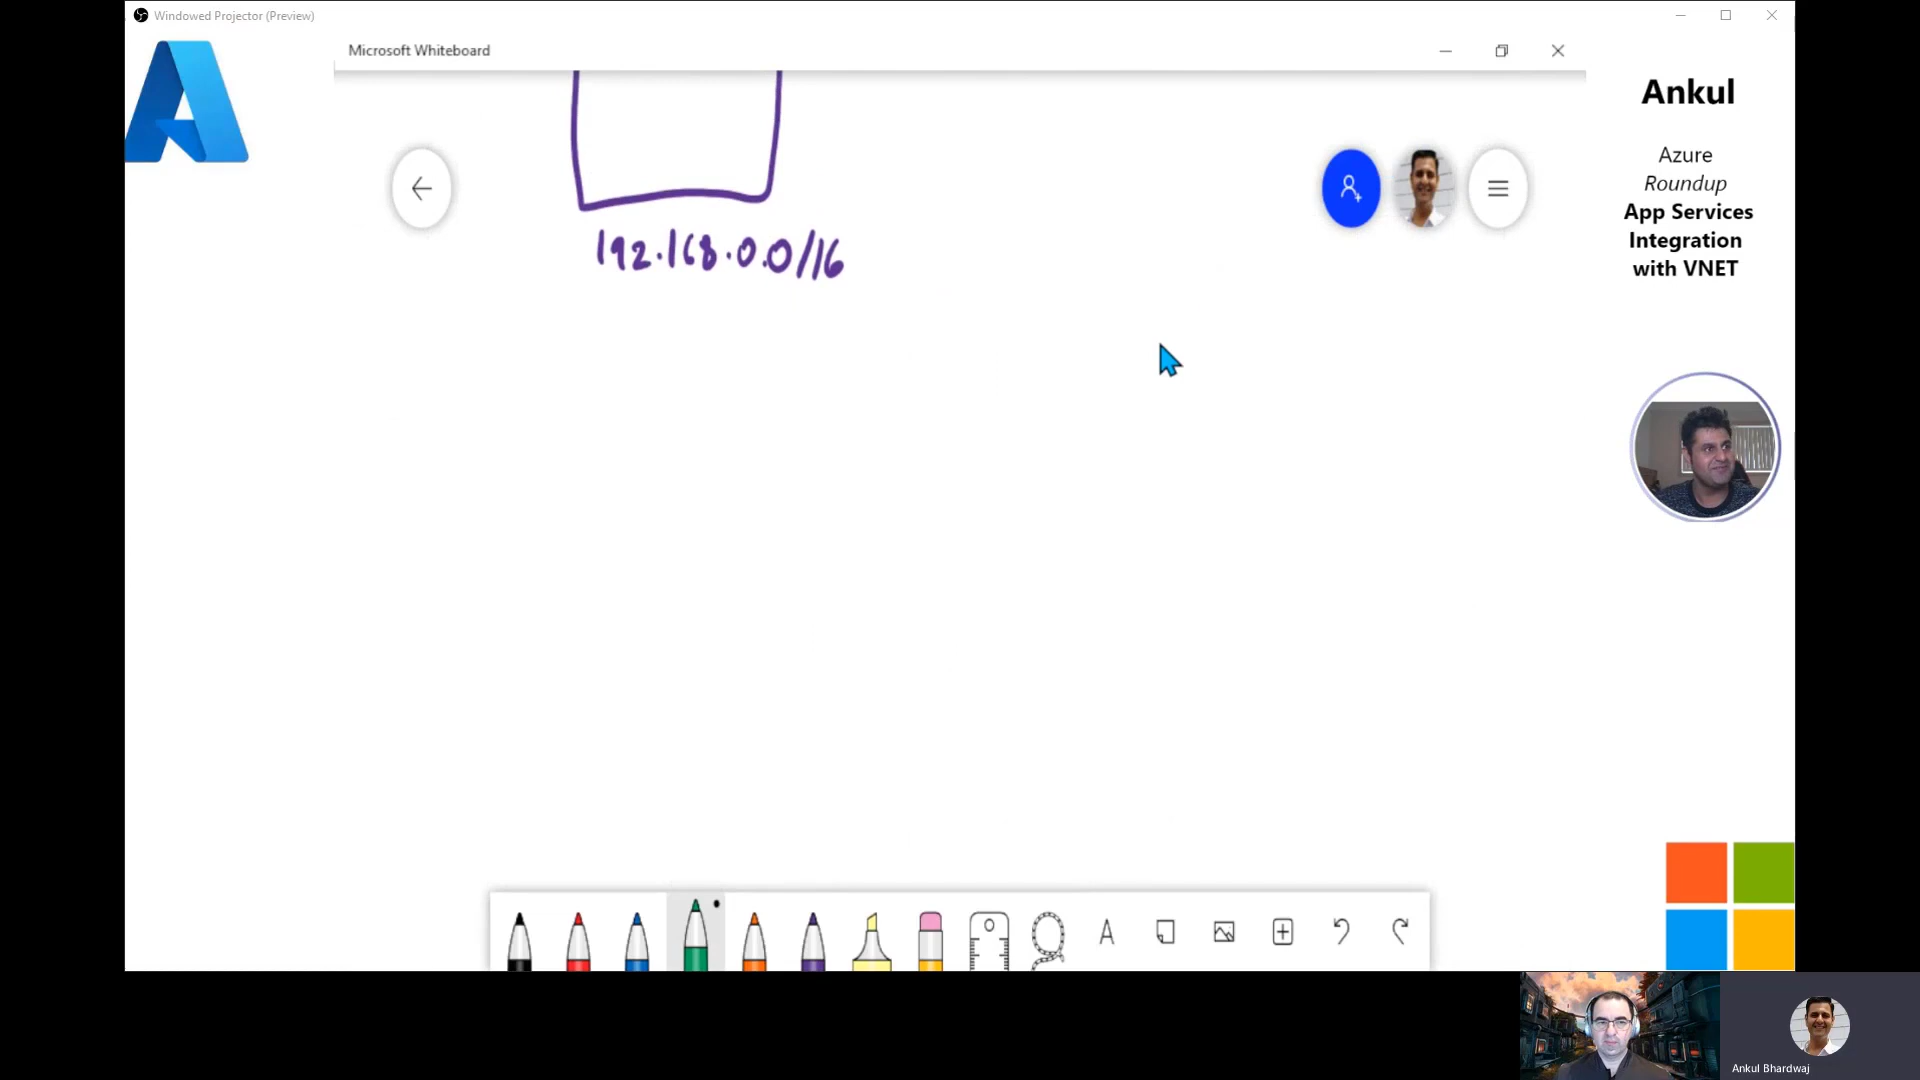 Windowed Projector (Preview)
Microsoft Whiteboard
192.168.0.0/16
Ankul
Azure
Roundup
App Services
Integration
with VNET
A
Ankul Bhardwaj